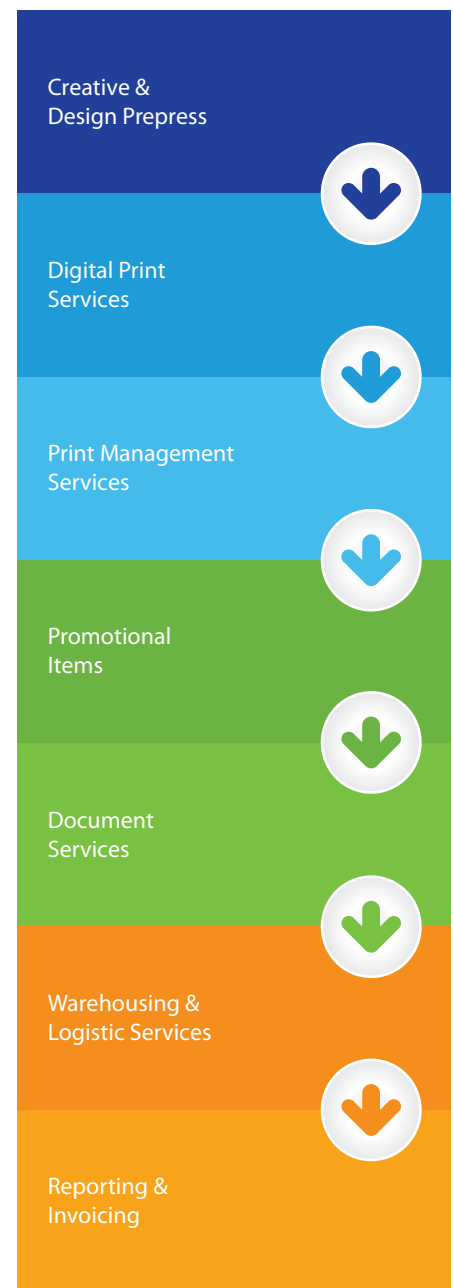 Creative &
Design Prepress
Digital Print
Services
Print Management
Services
Promotional
Items
Document
Services
Warehousing &
Logistic Services
Reporting &
Invoicing